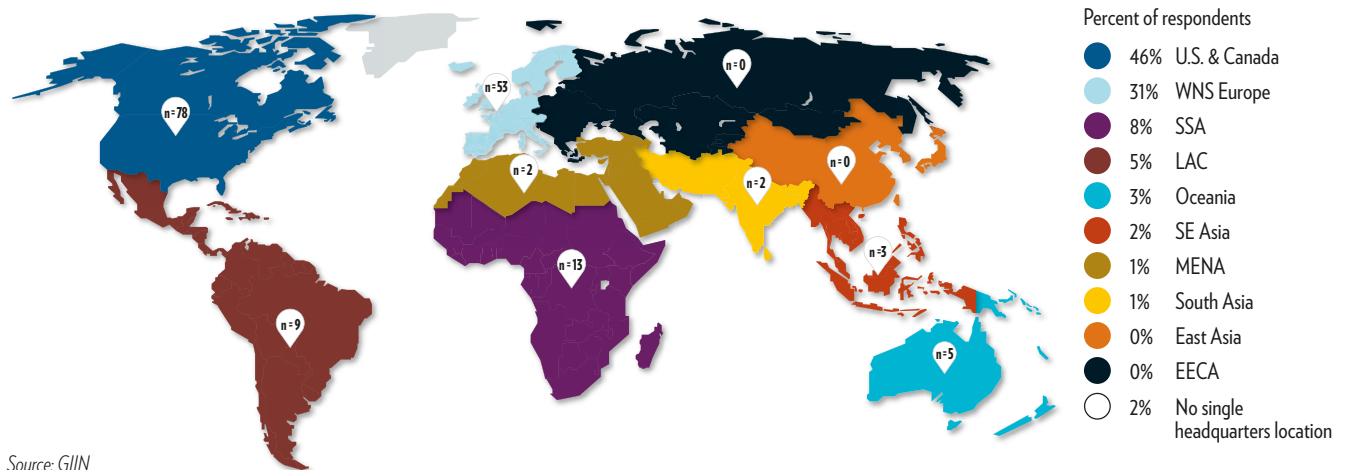 Percent of respondents
46% U.S. & Canada
31% WNS Europe
8% SSA
5% LAC
3% Oceania
2% SE Asia
1% MENA
1% South Asia
0% East Asia
0% EECA
2% No single
headquarters location
n=78
n=53
n=0
n=2
n=2
n=0
n=13
n=3
n=9
n=5
Source: GIIN